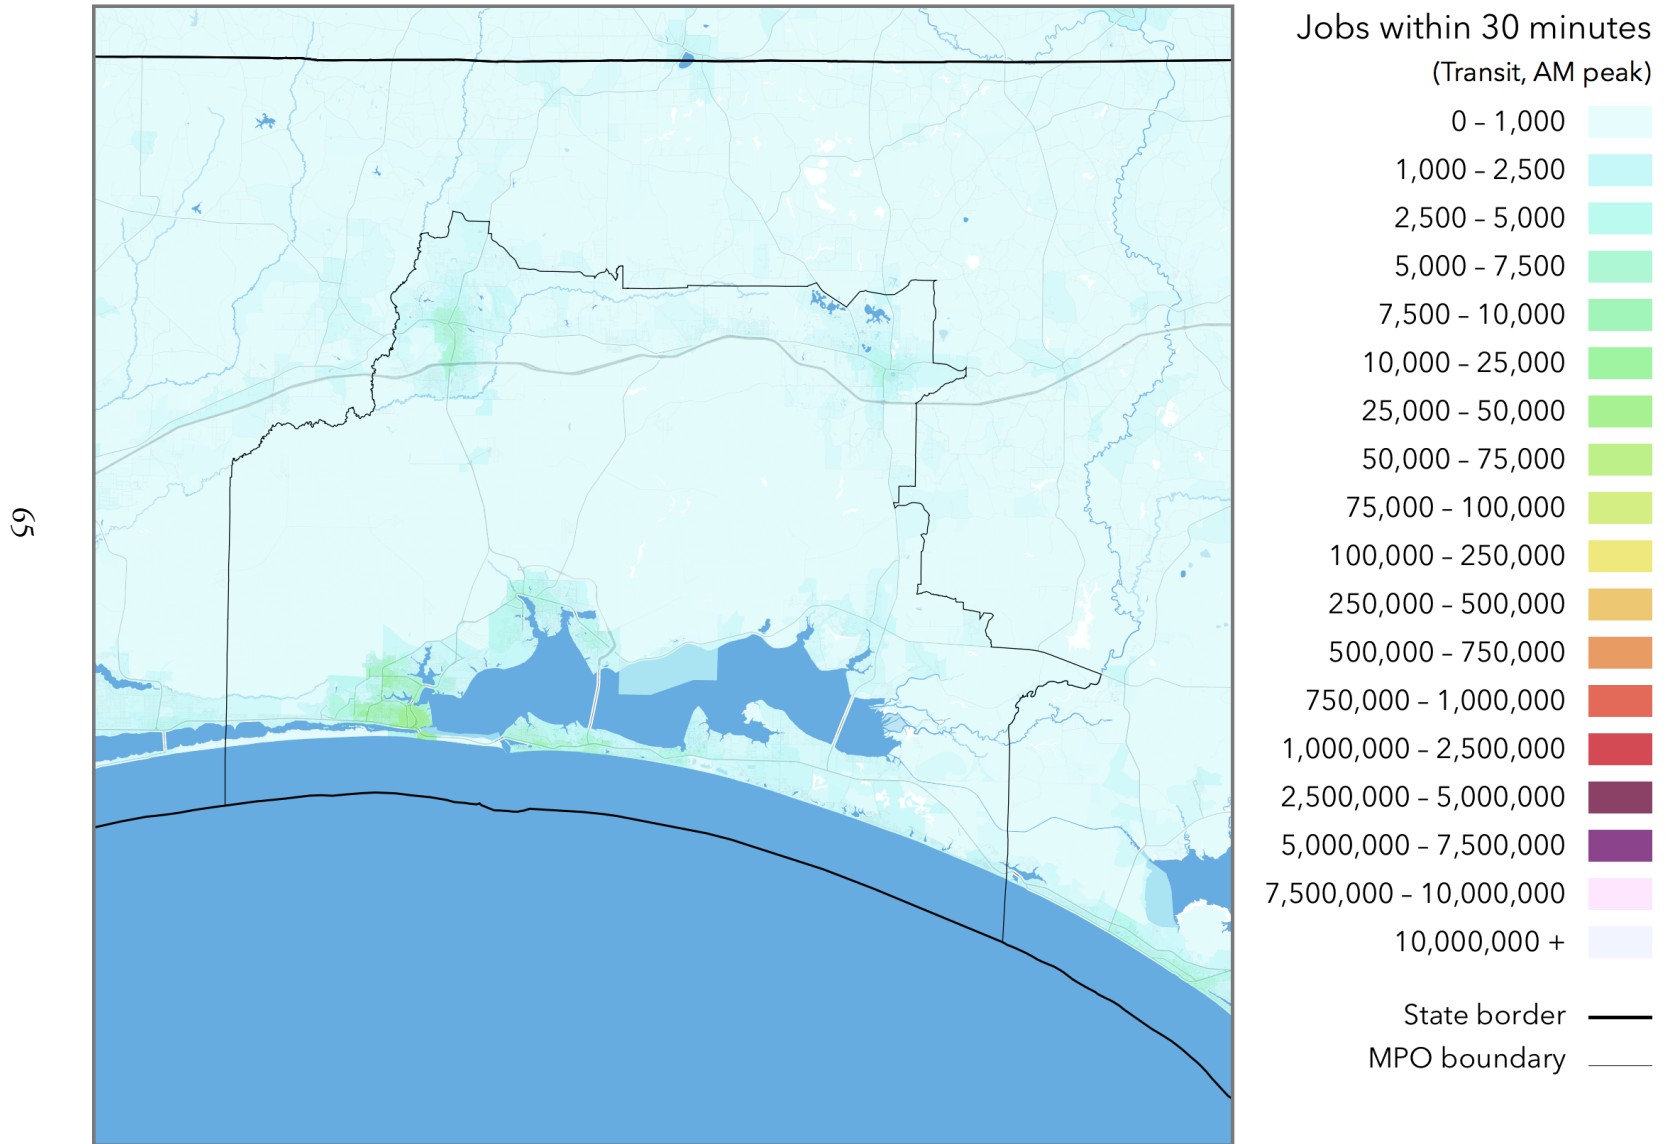 Jobs within 30 minutes
(Transit, AM peak)
0 – 1,000
1,000 – 2,500
2,500 – 5,000
5,000 – 7,500
7,500 – 10,000
10,000 – 25,000
25,000 – 50,000
50,000 – 75,000
75,000 – 100,000
100,000 – 250,000
250,000 – 500,000
500,000 – 750,000
750,000 – 1,000,000
1,000,000 – 2,500,000
2,500,000 – 5,000,000
5,000,000 – 7,500,000
7,500,000 – 10,000,000
10,000,000 +
State border
MPO boundary
65